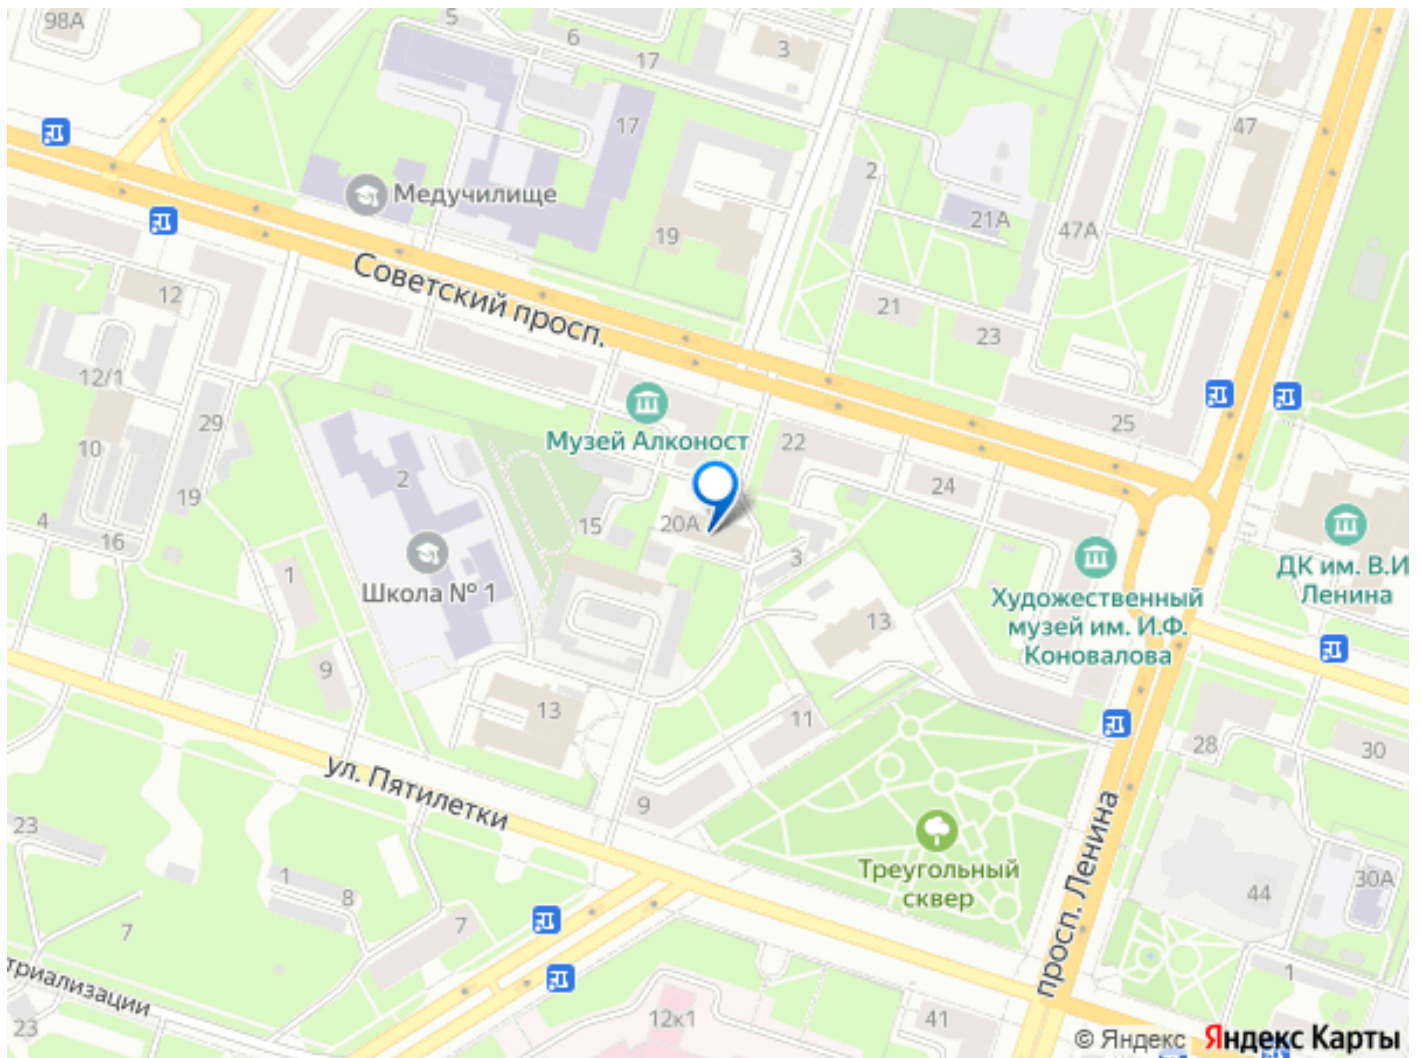 98А
5
6
17
3
17
47
Медучилище
2
21А
47А
19
Советский просп.
12
21
23
12/1
25
29
10
Музей Алконост
22
2
24
19
4
16
15
20А
3
ДК им. В.И
Ленина
1
Школа № 1
Художественный
музей им. И.Ф.
Коновалова
13
9
13
11
28
30
ул. Пятилетки
9
просп. Ленина
23
Треугольный
сквер
1
8
44
30А
7
7
триализации
1
23
12к1
41
© Яндекс Яндекс Карты